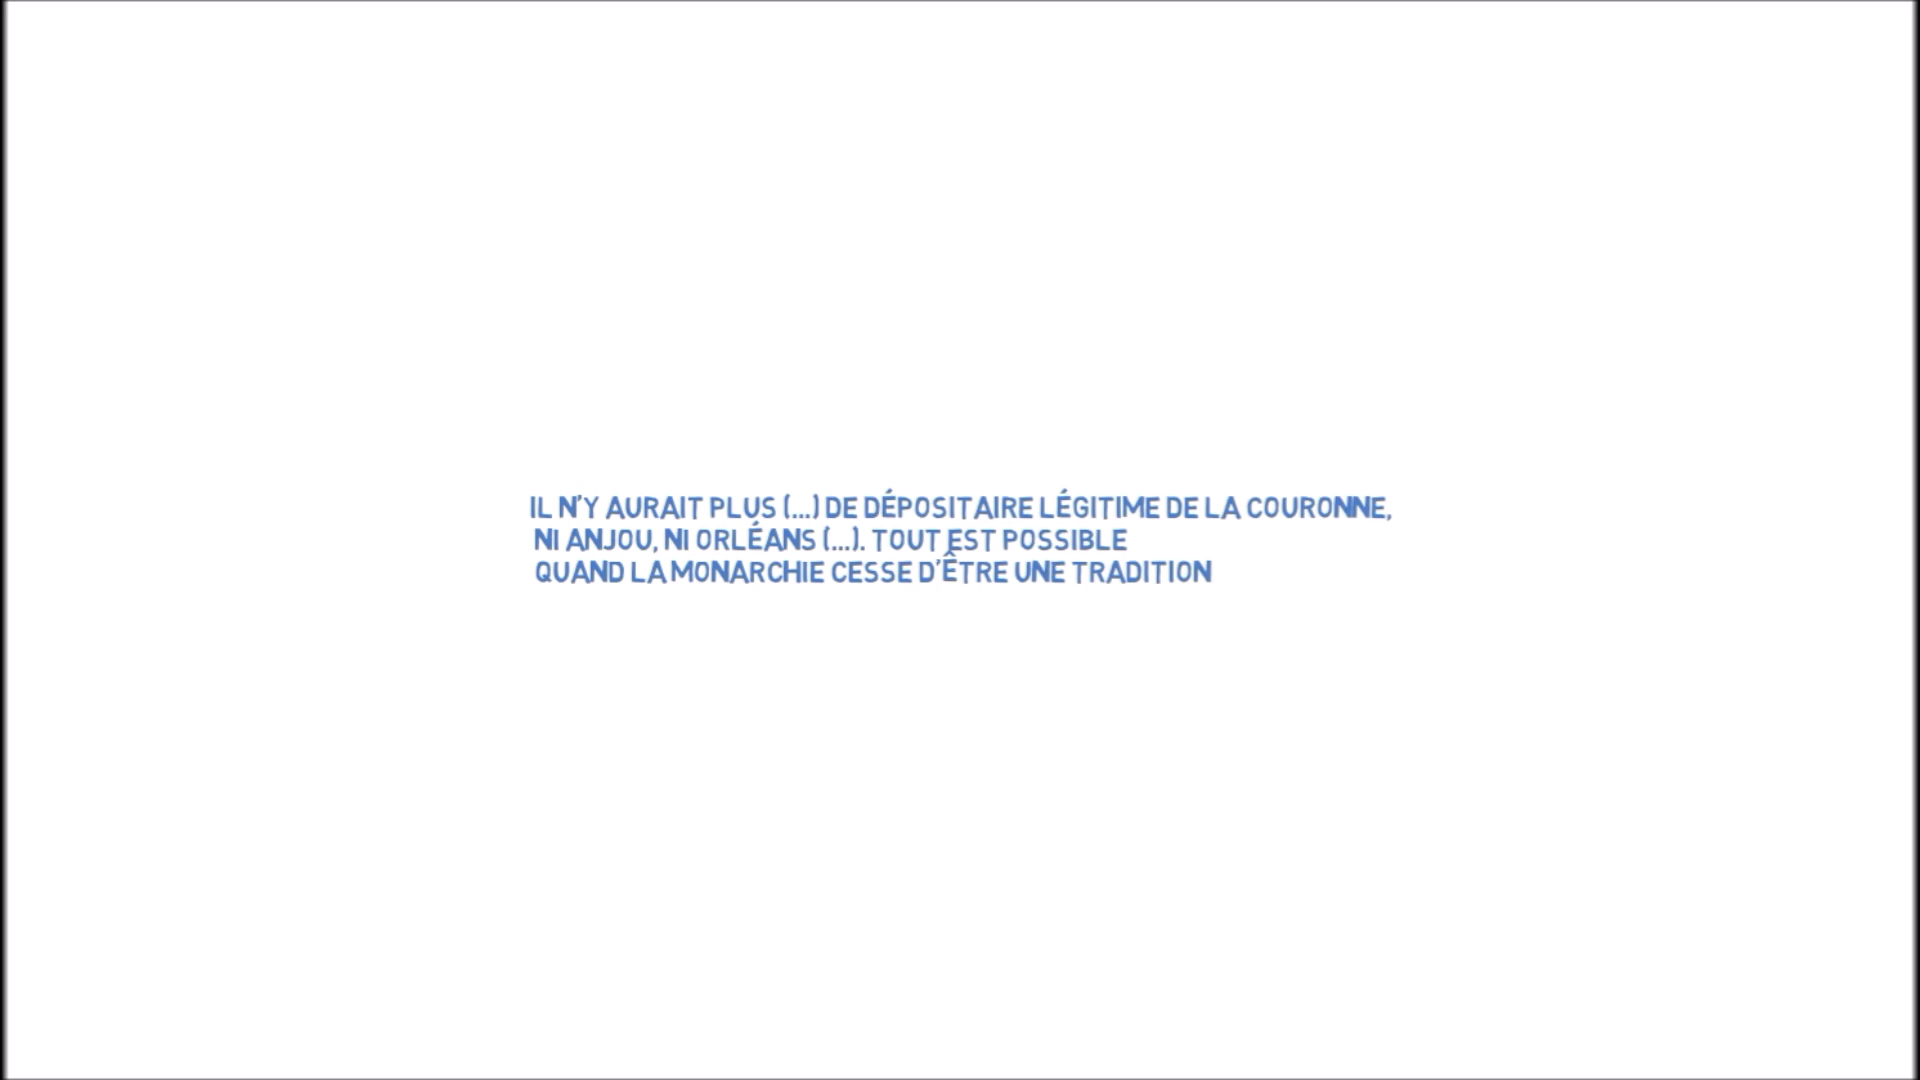 IL N'Y AURAIT PLUS (...) DE DÉPOSITAIRE LÉGITIME DE LA COURONNE,
NI ANJOU, NI ORLÉANS (...). TOUT EST POSSIBLE
QUAND LA MONARCHIE CESSE D'ÊTRE UNE TRADITION